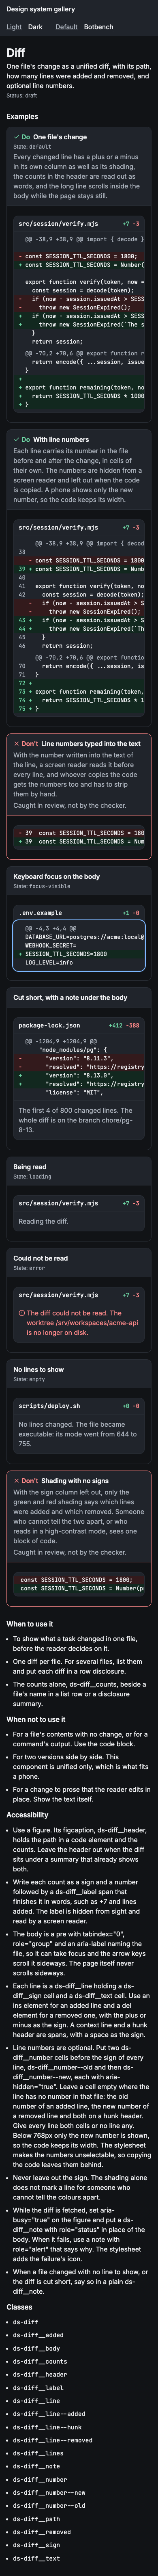 Design system gallery
Light Dark Default Botbench
Diff
One file's change as a unified diff, with its path,
how many lines were added and removed, and
optional line numbers.
Status: draft
Examples
✓ Do One file's change
State: default
Every changed line has a plus or a minus
in its own column as well as its shading,
the counts in the header are read out as
words, and the long line scrolls inside the
body while the page stays still.
src/session/verify.mjs +7 -3
@@ -38,9 +38,9 @@ import { decode }
- const SESSION_TTL_SECONDS = 1800;
+ const SESSION_TTL_SECONDS = Number(
export function verify(token, now =
const session = decode(token);
- if (now - session.issuedAt > SESS
- throw new SessionExpired();
+ if (now - session.issuedAt > SESS
+ throw new SessionExpired(`The s
}
return session;
@@ -70,2 +70,6 @@ export function r
return encode({ ...session, issue
}
+
+ export function remaining(token, now
+ return SESSION_TTL_SECONDS * 1000
+ }
✓ Do With line numbers
Each line carries its number in the file
before and after the change, in cells of
their own. The numbers are hidden from a
screen reader and left out when the code
is copied. A phone shows only the new
number, so the code keeps its width.
src/session/verify.mjs +7 -3
@@ -38,9 +38,9 @@ import { decod
38
- const SESSION_TTL_SECONDS = 1800
39 + const SESSION_TTL_SECONDS = Numb
40
41 export function verify(token, no
42 const session = decode(token);
- if (now - session.issuedAt > S
- throw new SessionExpired();
43 + if (now - session.issuedAt > S
44 + throw new SessionExpired(`Th
45 }
46 return session;
@@ -70,2 +70,6 @@ export functio
70 return encode({ ...session, is
71 }
72 +
73 + export function remaining(token,
74 + return SESSION_TTL_SECONDS * 1
75 + }
× Don't Line numbers typed into the text
With the number written into the text of
the line, a screen reader reads it before
every line, and whoever copies the code
gets the numbers too and has to strip
them by hand.
Caught in review, not by the checker.
- 39 const SESSION_TTL_SECONDS = 180
+ 39 const SESSION_TTL_SECONDS = Num
Keyboard focus on the body
State: focus-visible
.env.example +1 -0
@@ -4,3 +4,4 @@
DATABASE_URL=postgres://acme:local@
WEBHOOK_SECRET=
+ SESSION_TTL_SECONDS=1800
LOG_LEVEL=info
Cut short, with a note under the body
package-lock.json +412 -388
@@ -1204,9 +1204,9 @@
"node_modules/pg": {
- "version": "8.11.3",
- "resolved": "https://registry
+ "version": "8.13.0",
+ "resolved": "https://registry
"license": "MIT",
The first 4 of 800 changed lines. The
whole diff is on the branch chore/pg-
8-13.
Being read
State: loading
src/session/verify.mjs +7 -3
Reading the diff.
Could not be read
State: error
src/session/verify.mjs +7 -3
The diff could not be read. The
worktree /srv/workspaces/acme-api
is no longer on disk.
No lines to show
State: empty
scripts/deploy.sh +0 -0
No lines changed. The file became
executable: its mode went from 644 to
755.
× Don't Shading with no signs
With the sign column left out, only the
green and red shading says which lines
were added and which removed. Someone
who cannot tell the two apart, or who
reads in a high-contrast mode, sees one
block of code.
Caught in review, not by the checker.
const SESSION_TTL_SECONDS = 1800;
const SESSION_TTL_SECONDS = Number(p
When to use it
• To show what a task changed in one file,
before the reader decides on it.
• One diff per file. For several files, list them
and put each diff in a row disclosure.
• The counts alone, ds-diff__counts, beside a
file's name in a list row or a disclosure
summary.
When not to use it
• For a file's contents with no change, or for a
command's output. Use the code block.
• For two versions side by side. This
component is unified only, which is what fits
a phone.
• For a change to prose that the reader edits in
place. Show the text itself.
Accessibility
• Use a figure. Its figcaption, ds-diff__header,
holds the path in a code element and the
counts. Leave the header out when the diff
sits under a summary that already shows
both.
• Write each count as a sign and a number
followed by a ds-diff__label span that
finishes it in words, such as +7 and lines
added. The label is hidden from sight and
read by a screen reader.
• The body is a pre with tabindex="0",
role="group" and an aria-label naming the
file, so it can take focus and the arrow keys
scroll it sideways. The page itself never
scrolls sideways.
• Each line is a ds-diff__line holding a ds-
diff__sign cell and a ds-diff__text cell. Use an
ins element for an added line and a del
element for a removed one, with the plus or
minus as the sign. A context line and a hunk
header are spans, with a space as the sign.
• Line numbers are optional. Put two ds-
diff__number cells before the sign of every
line, ds-diff__number--old and then ds-
diff__number--new, each with aria-
hidden="true". Leave a cell empty where the
line has no number in that file: the old
number of an added line, the new number of
a removed line and both on a hunk header.
Give every line both cells or no line any.
Below 768px only the new number is shown,
so the code keeps its width. The stylesheet
makes the numbers unselectable, so copying
the code leaves them behind.
• Never leave out the sign. The shading alone
does not mark a line for someone who
cannot tell the colours apart.
• While the diff is fetched, set aria-
busy="true" on the figure and put a ds-
diff__note with role="status" in place of the
body. When it fails, use a note with
role="alert" that says why. The stylesheet
adds the failure's icon.
• When a file changed with no line to show, or
the diff is cut short, say so in a plain ds-
diff__note.
Classes
• ds-diff
• ds-diff__added
• ds-diff__body
• ds-diff__counts
• ds-diff__header
• ds-diff__label
• ds-diff__line
• ds-diff__line--added
• ds-diff__line--hunk
• ds-diff__line--removed
• ds-diff__lines
• ds-diff__note
• ds-diff__number
• ds-diff__number--new
• ds-diff__number--old
• ds-diff__path
• ds-diff__removed
• ds-diff__sign
• ds-diff__text